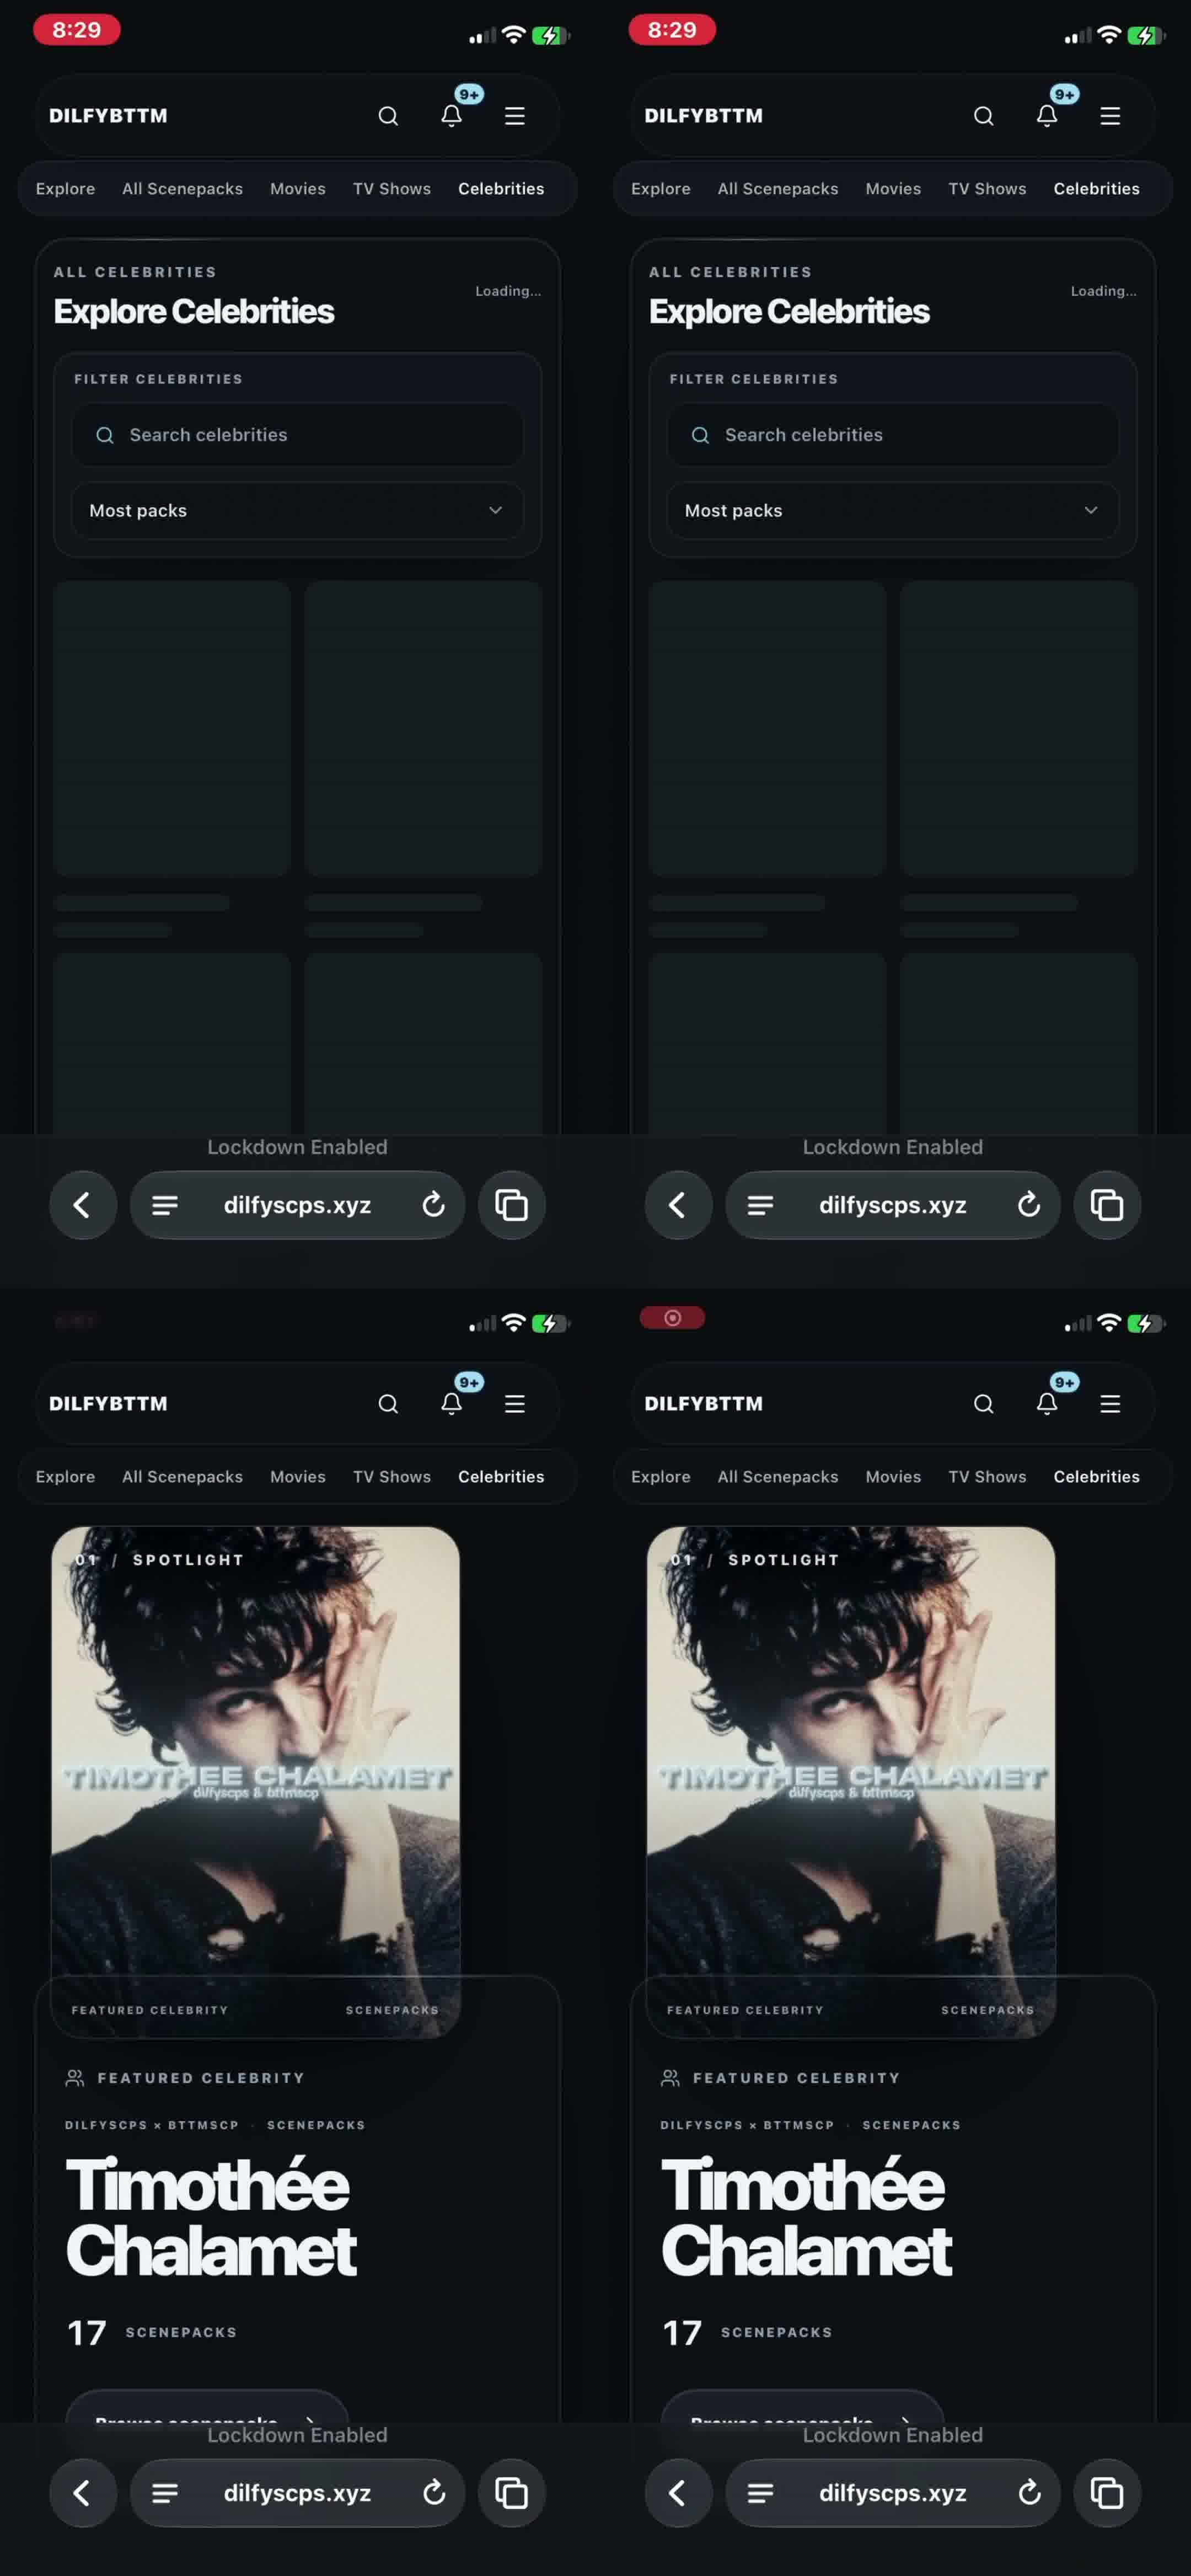 8:29
9+
DILFYBTTM
Explore All Scenepacks Movies TV Shows Celebrities
ALL CELEBRITIES
Loading...
Explore Celebrities
FILTER CELEBRITIES
Search celebrities
Most packs
Lockdown Enabled
dilfyscps.xyz
8:29
9+
DILFYBTTM
Explore All Scenepacks Movies TV Shows Celebrities
ALL CELEBRITIES
Loading...
Explore Celebrities
FILTER CELEBRITIES
Search celebrities
Most packs
Lockdown Enabled
dilfyscps.xyz
9+
DILFYBTTM
Explore All Scenepacks Movies TV Shows Celebrities
01 / SPOTLIGHT
TIMOTHEE CHALAMET
dilfyscps & bttmscp
FEATURED CELEBRITY SCENEPACKS
FEATURED CELEBRITY
DILFYSCPS × BTTMSCP · SCENEPACKS
Timothée
Chalamet
17 SCENEPACKS
Browse scenepacks
Lockdown Enabled
dilfyscps.xyz
9+
DILFYBTTM
Explore All Scenepacks Movies TV Shows Celebrities
01 / SPOTLIGHT
TIMOTHEE CHALAMET
dilfyscps & bttmscp
FEATURED CELEBRITY SCENEPACKS
FEATURED CELEBRITY
DILFYSCPS × BTTMSCP · SCENEPACKS
Timothée
Chalamet
17 SCENEPACKS
Browse scenepacks
Lockdown Enabled
dilfyscps.xyz